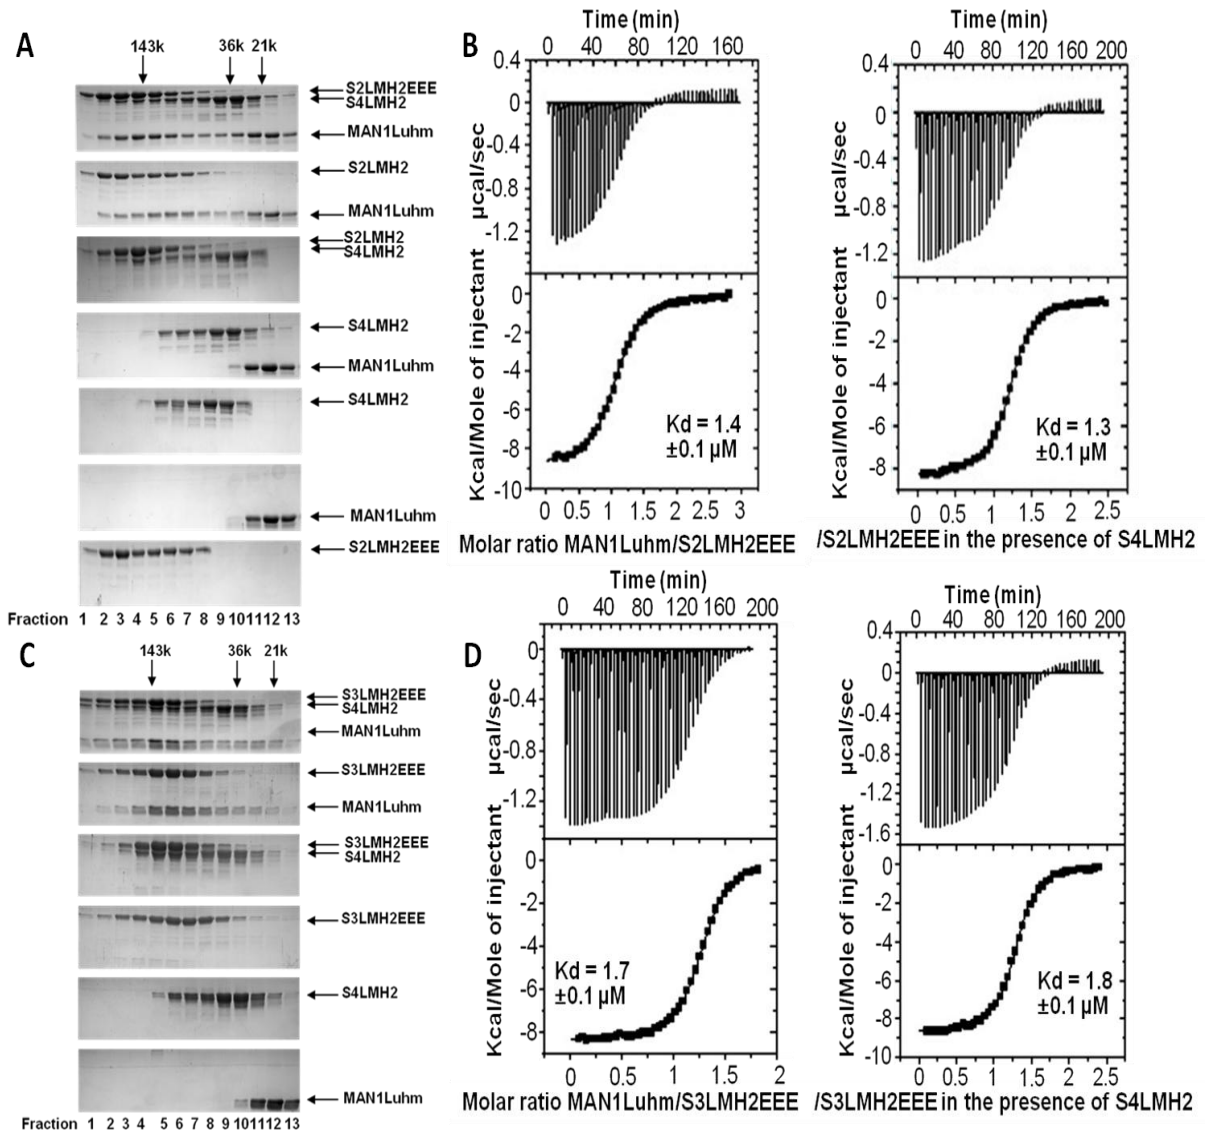 A
143k 36k 21k
S2LMH2EEE
S4LMH2
MAN1Luhm
S2LMH2
MAN1Luhm
S2LMH2
S4LMH2
S4LMH2
MAN1Luhm
S4LMH2
MAN1Luhm
S2LMH2EEE
Fraction 1 2 3 4 5 6 7 8 9 10 11 12 13
B
Time (min)
0 40 80 120 160
0.4
0
-0.4
-0.8
-1.2
µcal/sec
0
-2
-4
-6
-8
-10
Kcal/Mole of injectant
Kd = 1.4
±0.1 µM
0 0.5 1 1.5 2 2.5 3
Molar ratio MAN1Luhm/S2LMH2EEE
Time (min)
0 40 80 120 160 200
0.4
0
-0.4
-0.8
-1.2
µcal/sec
0
-2
-4
-6
-8
Kcal/Mole of injectant
Kd = 1.3
±0.1 µM
0 0.5 1 1.5 2 2.5
/S2LMH2EEE in the presence of S4LMH2
C
143k 36k 21k
S3LMH2EEE
S4LMH2
MAN1Luhm
S3LMH2EEE
MAN1Luhm
S3LMH2EEE
S4LMH2
S3LMH2EEE
S4LMH2
MAN1Luhm
Fraction 1 2 3 4 5 6 7 8 9 10 11 12 13
D
Time (min)
0 40 80 120 160 200
0
-0.4
-0.8
-1.2
µcal/sec
0
-2
-4
-6
-8
Kcal/Mole of injectant
Kd = 1.7
±0.1 µM
0 0.5 1 1.5 2
Molar ratio MAN1Luhm/S3LMH2EEE
Time (min)
0 40 80 120 160 200
0.4
0
-0.4
-0.8
-1.2
-1.6
µcal/sec
0
-2
-4
-6
-8
-10
Kcal/Mole of injectant
Kd = 1.8
±0.1 µM
0 0.5 1 1.5 2 2.5
/S3LMH2EEE in the presence of S4LMH2